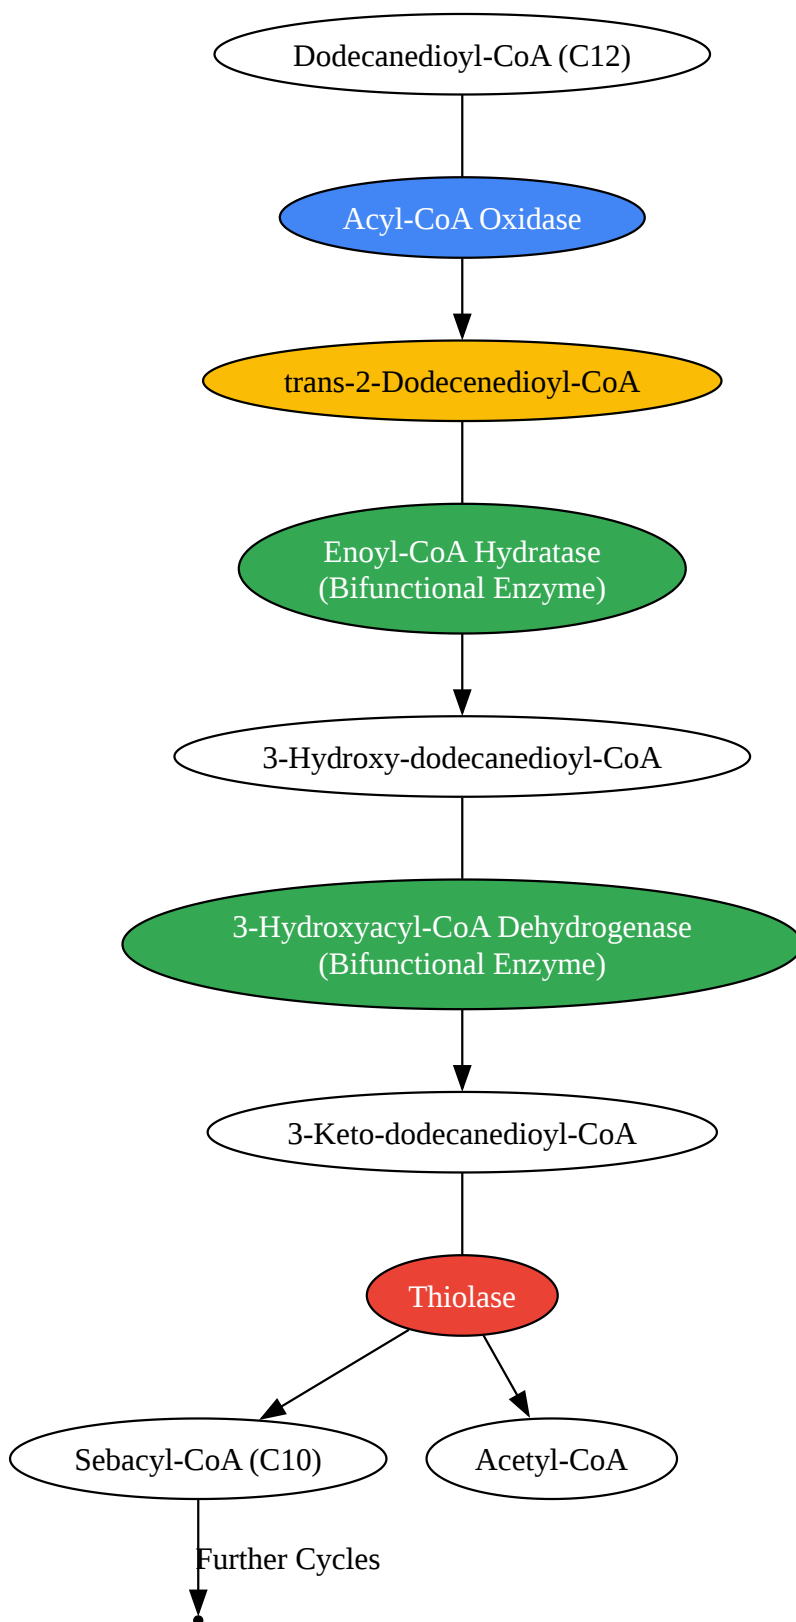 Dodecanedioyl-CoA (C12)
Acyl-CoA Oxidase
trans-2-Dodecenedioyl-CoA
Enoyl-CoA Hydratase
(Bifunctional Enzyme)
3-Hydroxy-dodecanedioyl-CoA
3-Hydroxyacyl-CoA Dehydrogenase
(Bifunctional Enzyme)
3-Keto-dodecanedioyl-CoA
Thiolase
Sebacyl-CoA (C10)
Acetyl-CoA
Further Cycles